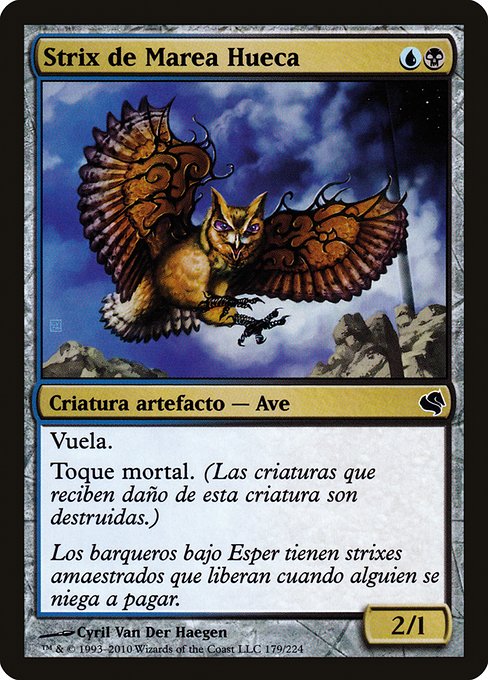 Strix de Marea Hueca
Criatura artefacto — Ave
Vuela.
Toque mortal. (Las criaturas que
reciben daño de esta criatura son
destruidas.)
Los barqueros bajo Esper tienen strixes
amaestrados que liberan cuando alguien se
niega a pagar.
2/1
Cyril Van Der Haegen
™ & © 1993–2010 Wizards of the Coast LLC 179/224